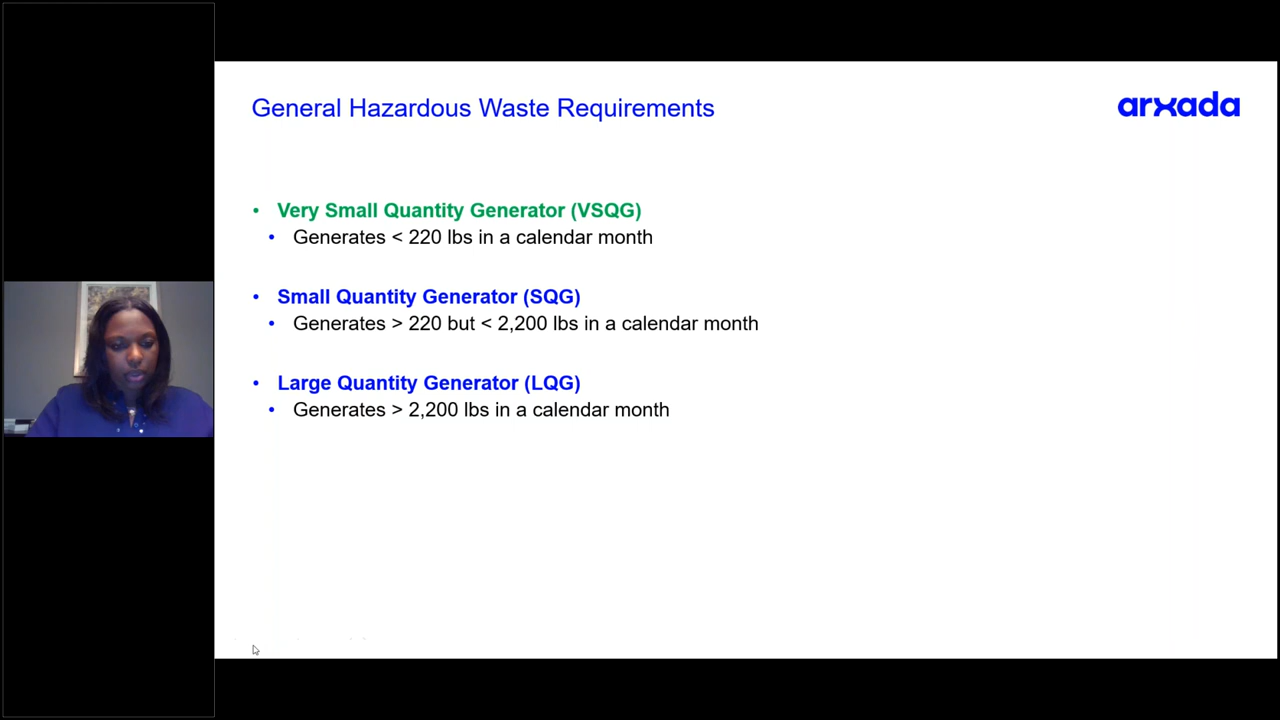 General Hazardous Waste Requirements
arxada
• Very Small Quantity Generator (VSQG)
• Generates < 220 lbs in a calendar month
• Small Quantity Generator (SQG)
• Generates > 220 but < 2,200 lbs in a calendar month
• Large Quantity Generator (LQG)
• Generates > 2,200 lbs in a calendar month